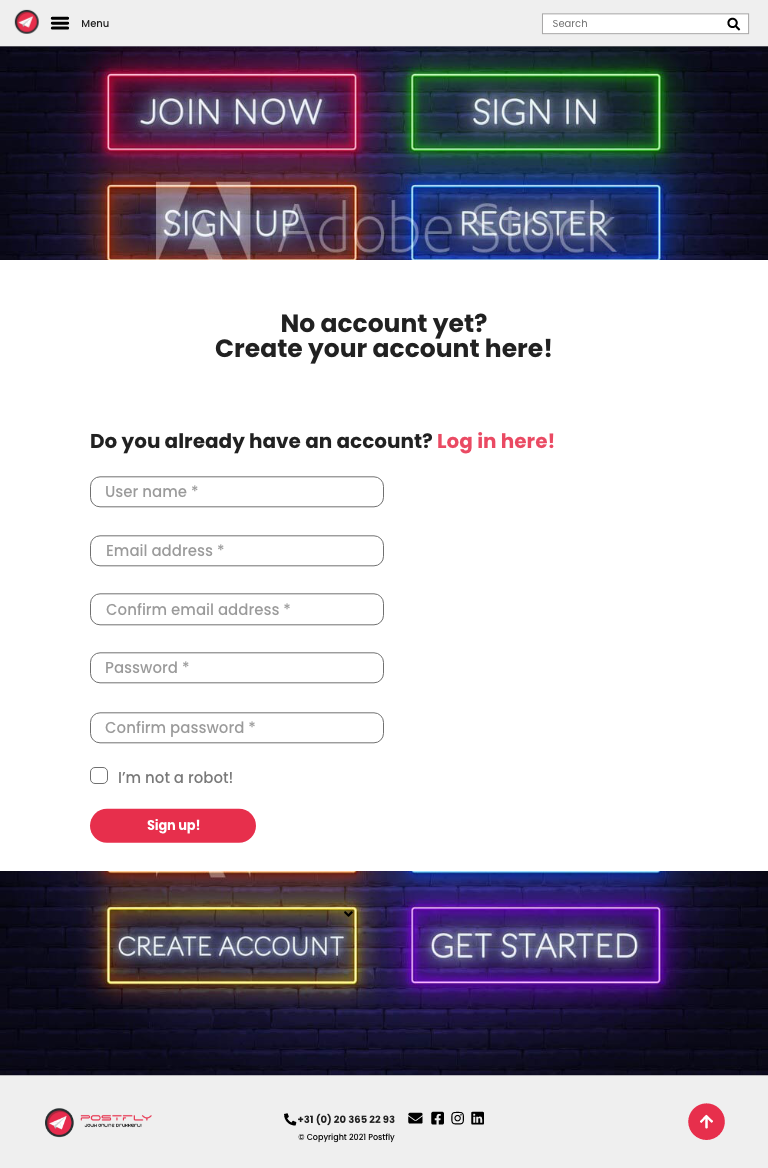 Menu
Search
JOIN NOW
SIGN IN
SIGN UP
REGISTER
Adobe Stock
No account yet?
Create your account here!
Do you already have an account? Log in here!
User name *
Email address *
Confirm email address *
Password *
Confirm password *
I’m not a robot!
Sign up!
CREATE ACCOUNT
GET STARTED
POSTFLY
+31 (0) 20 365 22 93
© Copyright 2021 Postfly